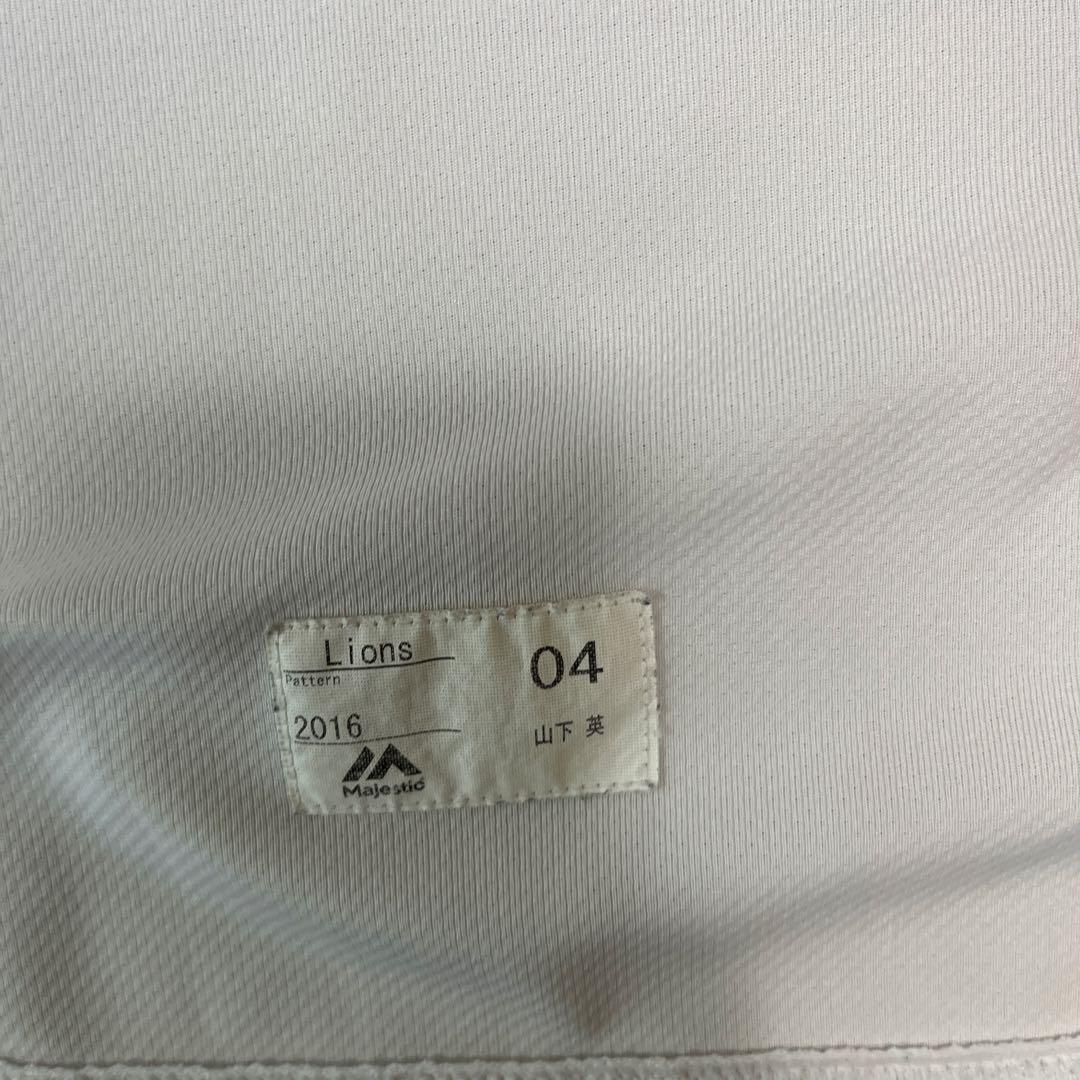 Lions
Pattern
2016
Majestic
04
山下 英